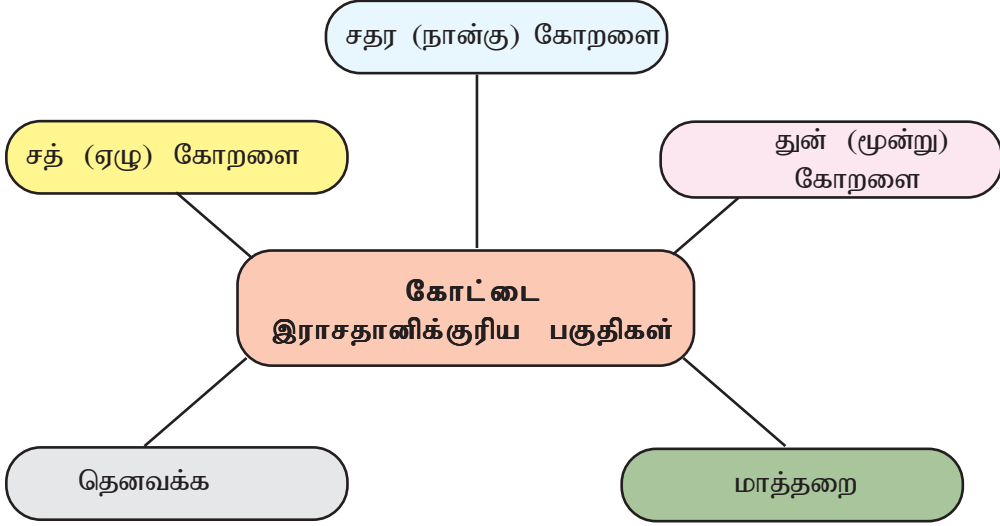 சதர (நான்கு) கோறளை
சத் (ஏழு) கோறளை
துன் (மூன்று)
கோறளை
கோட்டை
இராசதானிக்குரிய பகுதிகள்
தெனவக்க
மாத்தறை